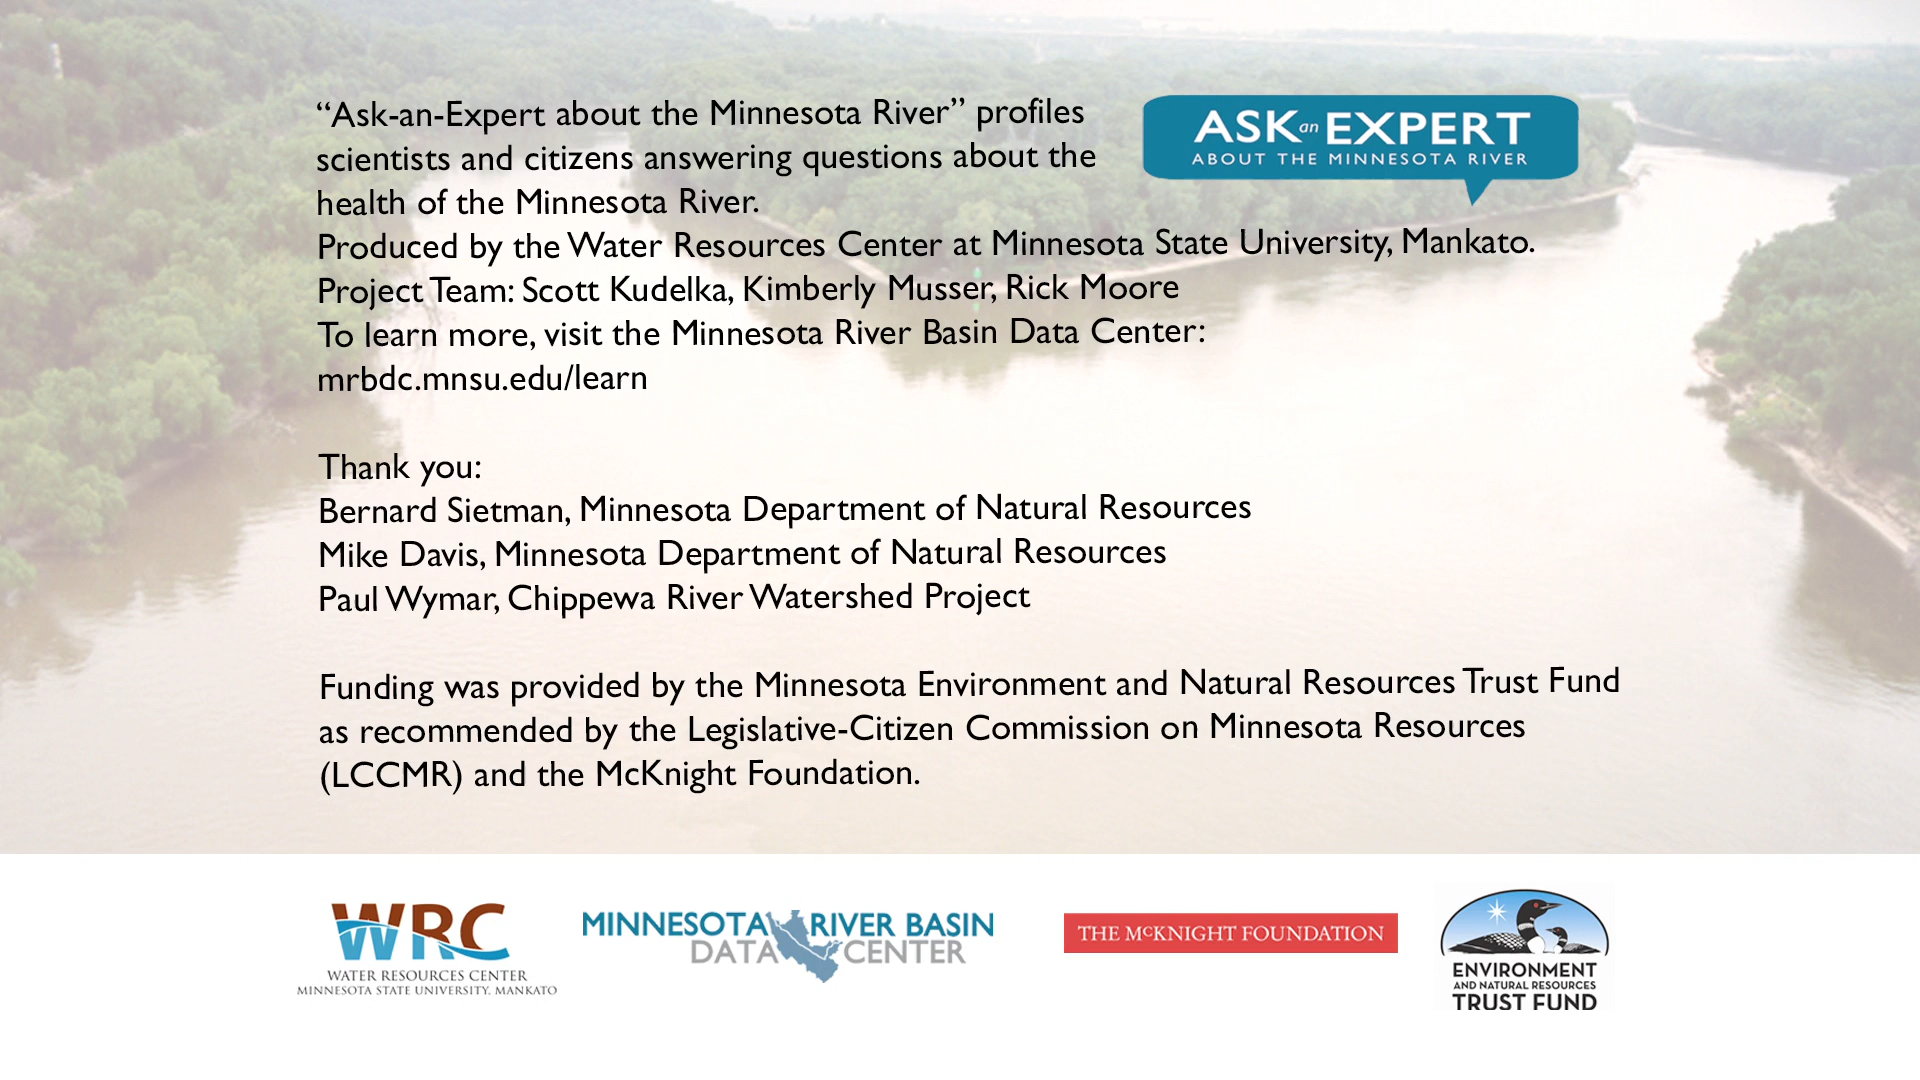 “Ask-an-Expert about the Minnesota River” profiles
scientists and citizens answering questions about the
health of the Minnesota River.
ASK an EXPERT
ABOUT THE MINNESOTA RIVER
Produced by the Water Resources Center at Minnesota State University, Mankato.
Project Team: Scott Kudelka, Kimberly Musser, Rick Moore
To learn more, visit the Minnesota River Basin Data Center:
mrbdc.mnsu.edu/learn
Thank you:
Bernard Sietman, Minnesota Department of Natural Resources
Mike Davis, Minnesota Department of Natural Resources
Paul Wymar, Chippewa River Watershed Project
Funding was provided by the Minnesota Environment and Natural Resources Trust Fund
as recommended by the Legislative-Citizen Commission on Minnesota Resources
(LCCMR) and the McKnight Foundation.
WRC
WATER RESOURCES CENTER
MINNESOTA STATE UNIVERSITY, MANKATO
MINNESOTA RIVER BASIN
DATA CENTER
THE MCKNIGHT FOUNDATION
ENVIRONMENT
AND NATURAL RESOURCES
TRUST FUND